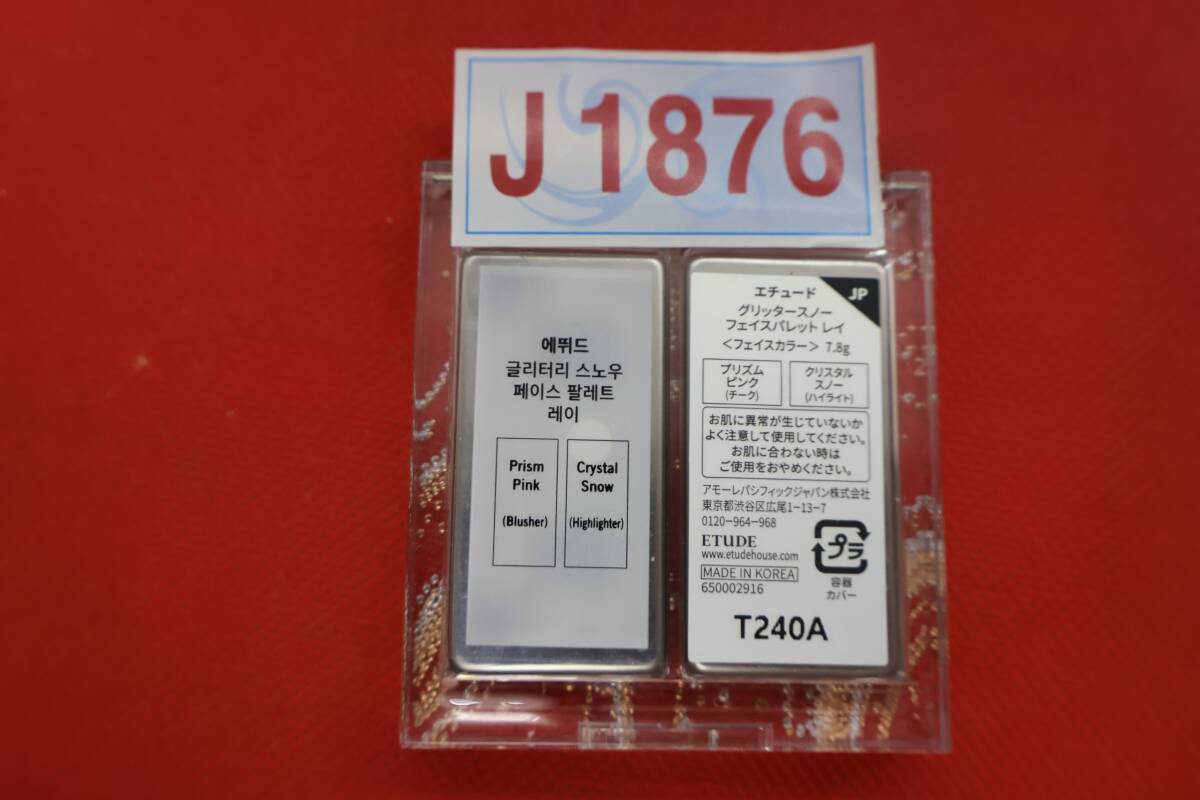 J1876
에뛰드
글리터리 스노우
페이스 팔레트
레이
Prism
Pink
(Blusher)
Crystal
Snow
(Highlighter)
エチュード
JP
グリッタースノー
フェイスパレット レイ
<フェイスカラー> 7.8g
プリズム
ピンク
(チーク)
クリスタル
スノー
(ハイライト)
お肌に異常が生じていないか
よく注意して使用してください。
お肌に合わない時は
ご使用をおやめください。
アモーレパシフィックジャパン株式会社
東京都渋谷区広尾1-13-7
0120-964-968
ETUDE
www.etudehouse.com
MADE IN KOREA
650002916
プラ
容器
カバー
T240A